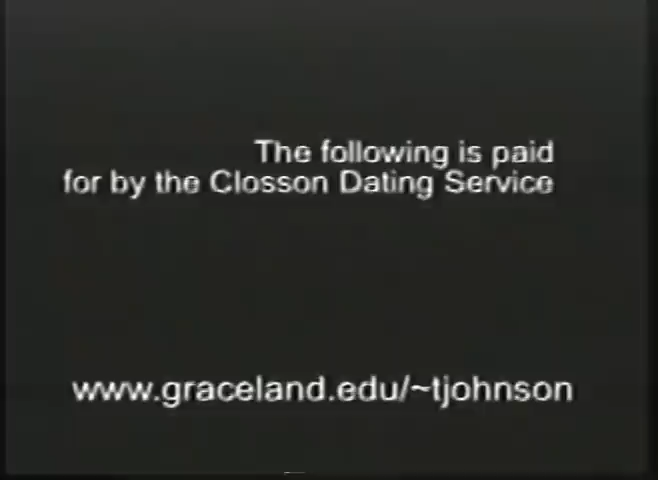 The following is paid
for by the Closson Dating Service
www.graceland.edu/~tjohnson